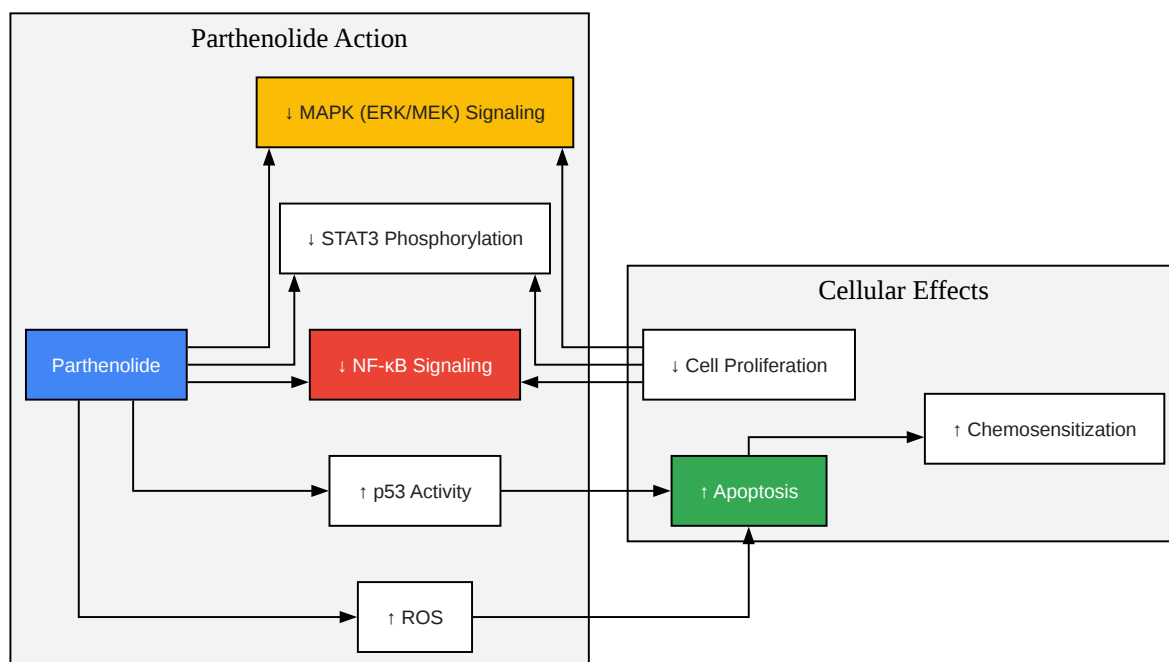 Parthenolide Action
↓ MAPK (ERK/MEK) Signaling
↓ STAT3 Phosphorylation
Cellular Effects
Parthenolide
↓ NF-κB Signaling
↓ Cell Proliferation
↑ Chemosensitization
↑ p53 Activity
↑ Apoptosis
↑ ROS